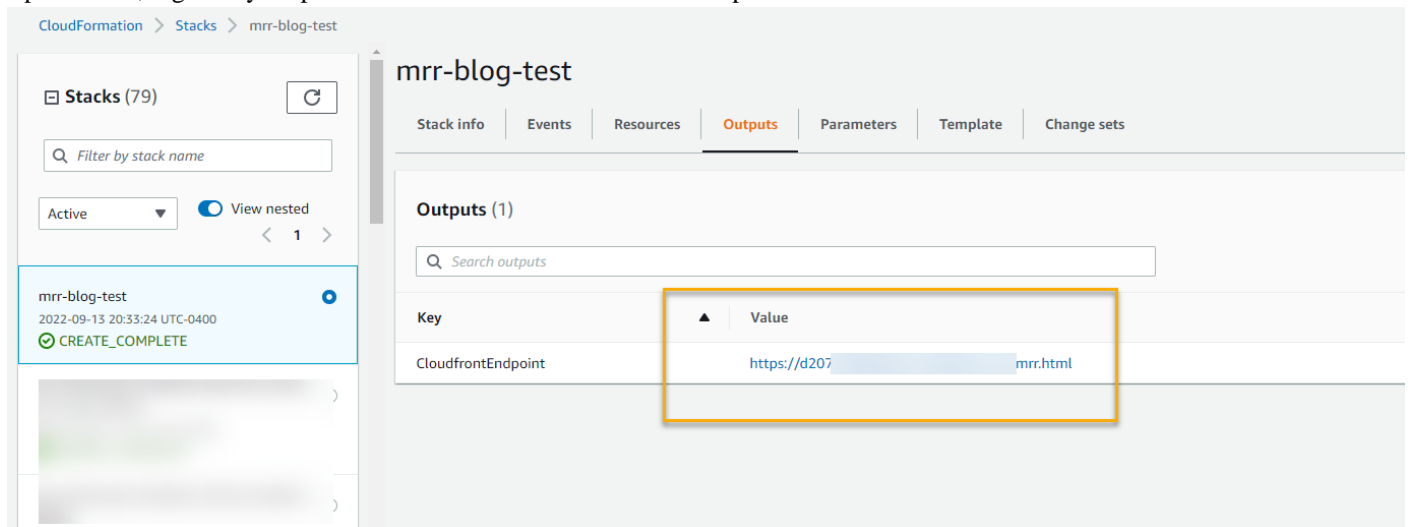 CloudFormation > Stacks > mrr-blog-test
Stacks (79)
Filter by stack name
Active
View nested
< 1 >
mrr-blog-test
2022-09-13 20:33:24 UTC-0400
CREATE_COMPLETE
mrr-blog-test
Stack info
Events
Resources
Outputs
Parameters
Template
Change sets
Outputs (1)
Search outputs
Key
Value
CloudfrontEndpoint
https://d207 mrr.html